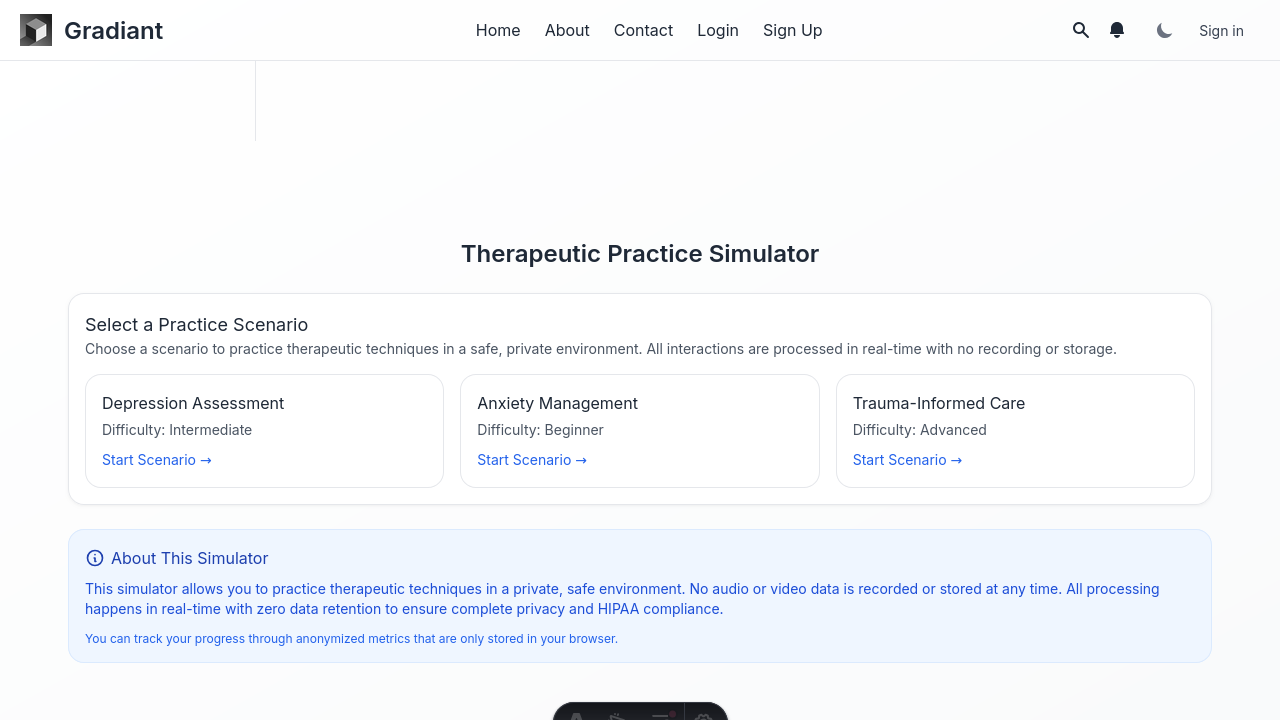 Gradiant
Home
About
Contact
Login
Sign Up
Sign in
Therapeutic Practice Simulator
Select a Practice Scenario
Choose a scenario to practice therapeutic techniques in a safe, private environment. All interactions are processed in real-time with no recording or storage.
Depression Assessment
Difficulty: Intermediate
Start Scenario →
Anxiety Management
Difficulty: Beginner
Start Scenario →
Trauma-Informed Care
Difficulty: Advanced
Start Scenario →
About This Simulator
This simulator allows you to practice therapeutic techniques in a private, safe environment. No audio or video data is recorded or stored at any time. All processing
happens in real-time with zero data retention to ensure complete privacy and HIPAA compliance.
You can track your progress through anonymized metrics that are only stored in your browser.